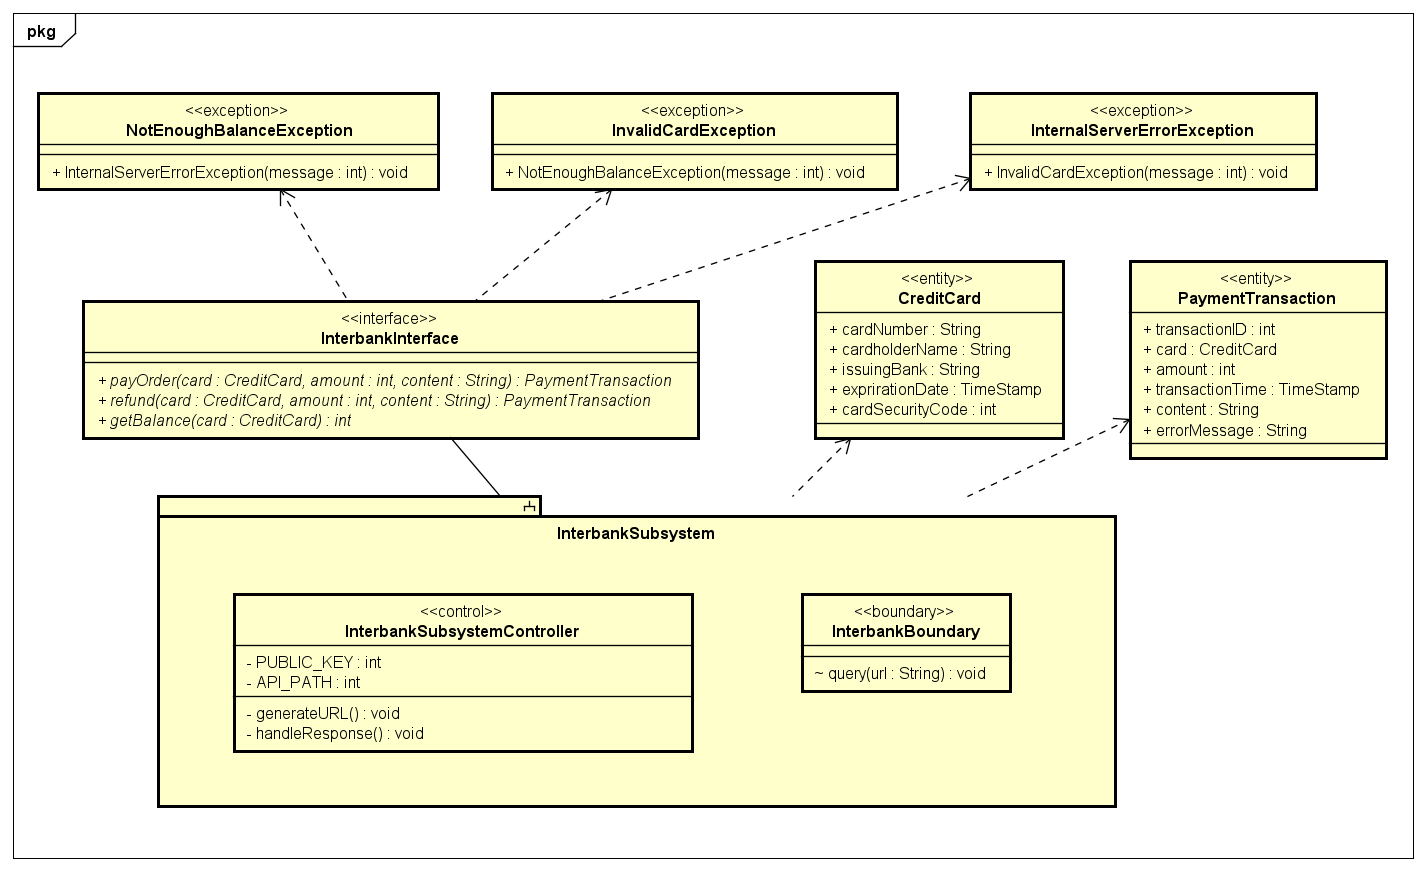 pkg
<<exception>>
NotEnoughBalanceException
+ InternalServerErrorException(message : int) : void
<<exception>>
InvalidCardException
+ NotEnoughBalanceException(message : int) : void
<<exception>>
InternalServerErrorException
+ InvalidCardException(message : int) : void
<<interface>>
InterbankInterface
+ payOrder(card : CreditCard, amount : int, content : String) : PaymentTransaction
+ refund(card : CreditCard, amount : int, content : String) : PaymentTransaction
+ getBalance(card : CreditCard) : int
<<entity>>
CreditCard
+ cardNumber : String
+ cardholderName : String
+ issuingBank : String
+ exprirationDate : TimeStamp
+ cardSecurityCode : int
<<entity>>
PaymentTransaction
+ transactionID : int
+ card : CreditCard
+ amount : int
+ transactionTime : TimeStamp
+ content : String
+ errorMessage : String
InterbankSubsystem
<<control>>
InterbankSubsystemController
- PUBLIC_KEY : int
- API_PATH : int
- generateURL() : void
- handleResponse() : void
<<boundary>>
InterbankBoundary
~ query(url : String) : void